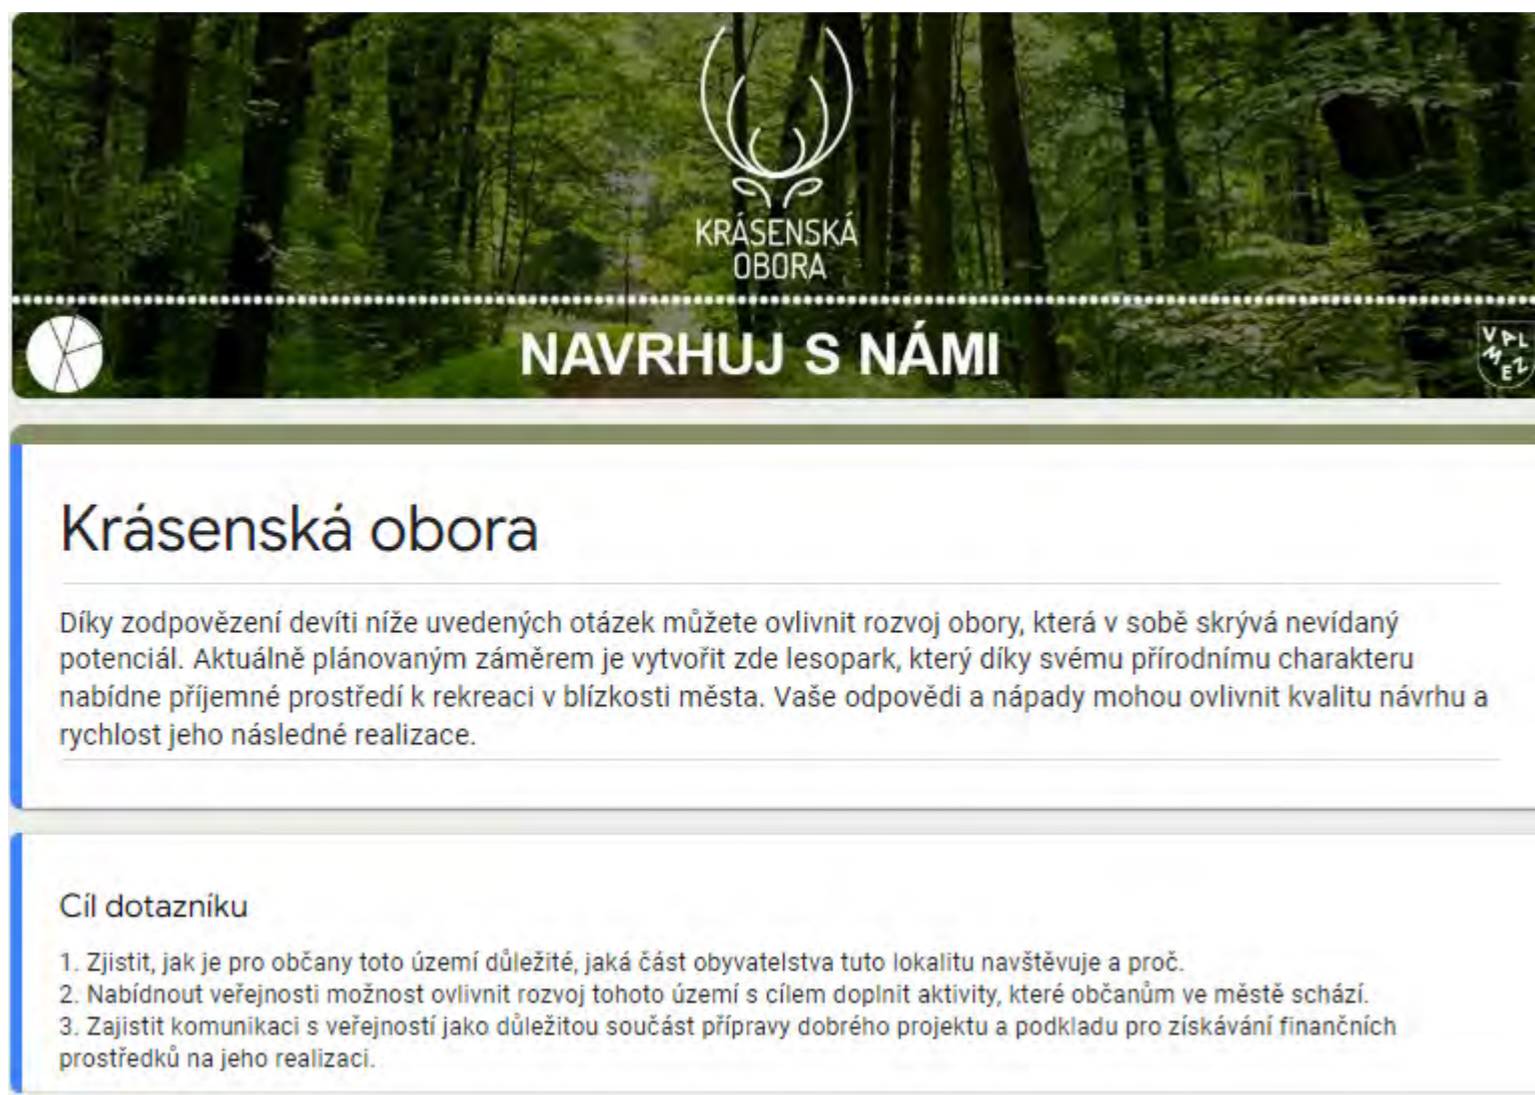 KRÁSENSKÁ
OBORA
NAVRHUJ S NÁMI
VALMEZ
Krásenská obora
Díky zodpovězení devíti níže uvedených otázek můžete ovlivnit rozvoj obory, která v sobě skrývá nevídaný
potenciál. Aktuálně plánovaným záměrem je vytvořit zde lesopark, který díky svému přírodnímu charakteru
nabídne příjemné prostředí k rekreaci v blízkosti města. Vaše odpovědi a nápady mohou ovlivnit kvalitu návrhu a
rychlost jeho následné realizace.
Cíl dotazníku
1. Zjistit, jak je pro občany toto území důležité, jaká část obyvatelstva tuto lokalitu navštěvuje a proč.
2. Nabídnout veřejnosti možnost ovlivnit rozvoj tohoto území s cílem doplnit aktivity, které občanům ve městě schází.
3. Zajistit komunikaci s veřejností jako důležitou součást přípravy dobrého projektu a podkladu pro získávání finančních
prostředků na jeho realizaci.